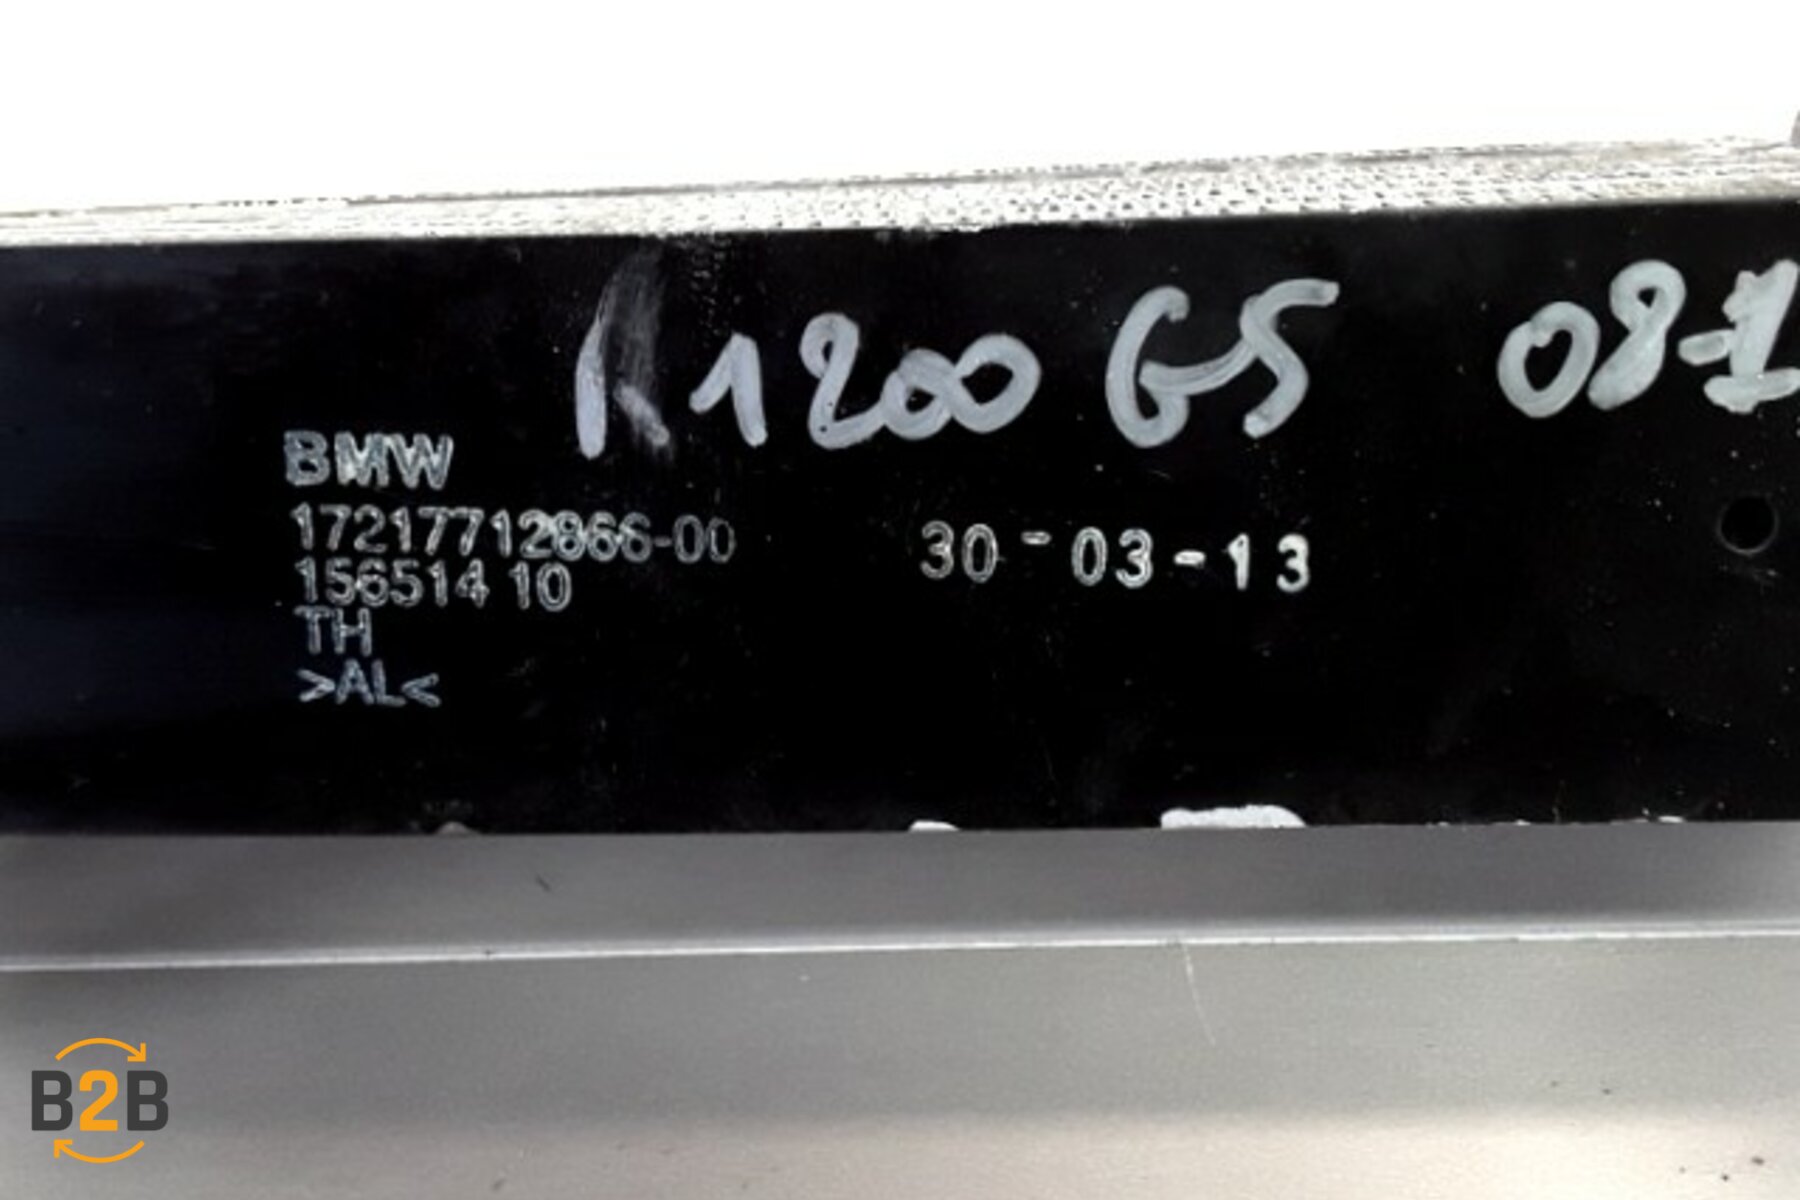 R1200 GS 08-1
BMW
17217712866-00
30-03-13
156514 10
TH
>AL<
B2B